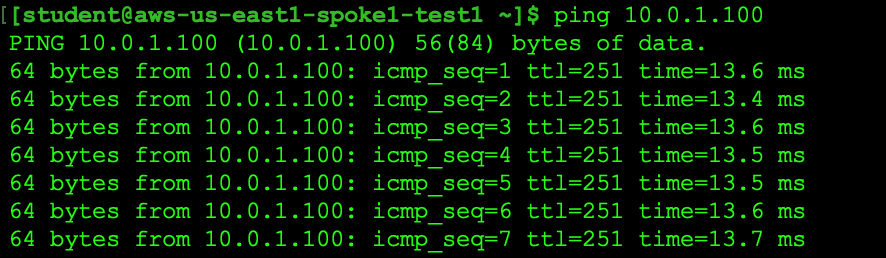 [[student@aws-us-east1-spoke1-test1 ~]$ ping 10.0.1.100
PING 10.0.1.100 (10.0.1.100) 56(84) bytes of data.
64 bytes from 10.0.1.100: icmp_seq=1 ttl=251 time=13.6 ms
64 bytes from 10.0.1.100: icmp_seq=2 ttl=251 time=13.4 ms
64 bytes from 10.0.1.100: icmp_seq=3 ttl=251 time=13.6 ms
64 bytes from 10.0.1.100: icmp_seq=4 ttl=251 time=13.5 ms
64 bytes from 10.0.1.100: icmp_seq=5 ttl=251 time=13.5 ms
64 bytes from 10.0.1.100: icmp_seq=6 ttl=251 time=13.6 ms
64 bytes from 10.0.1.100: icmp_seq=7 ttl=251 time=13.7 ms